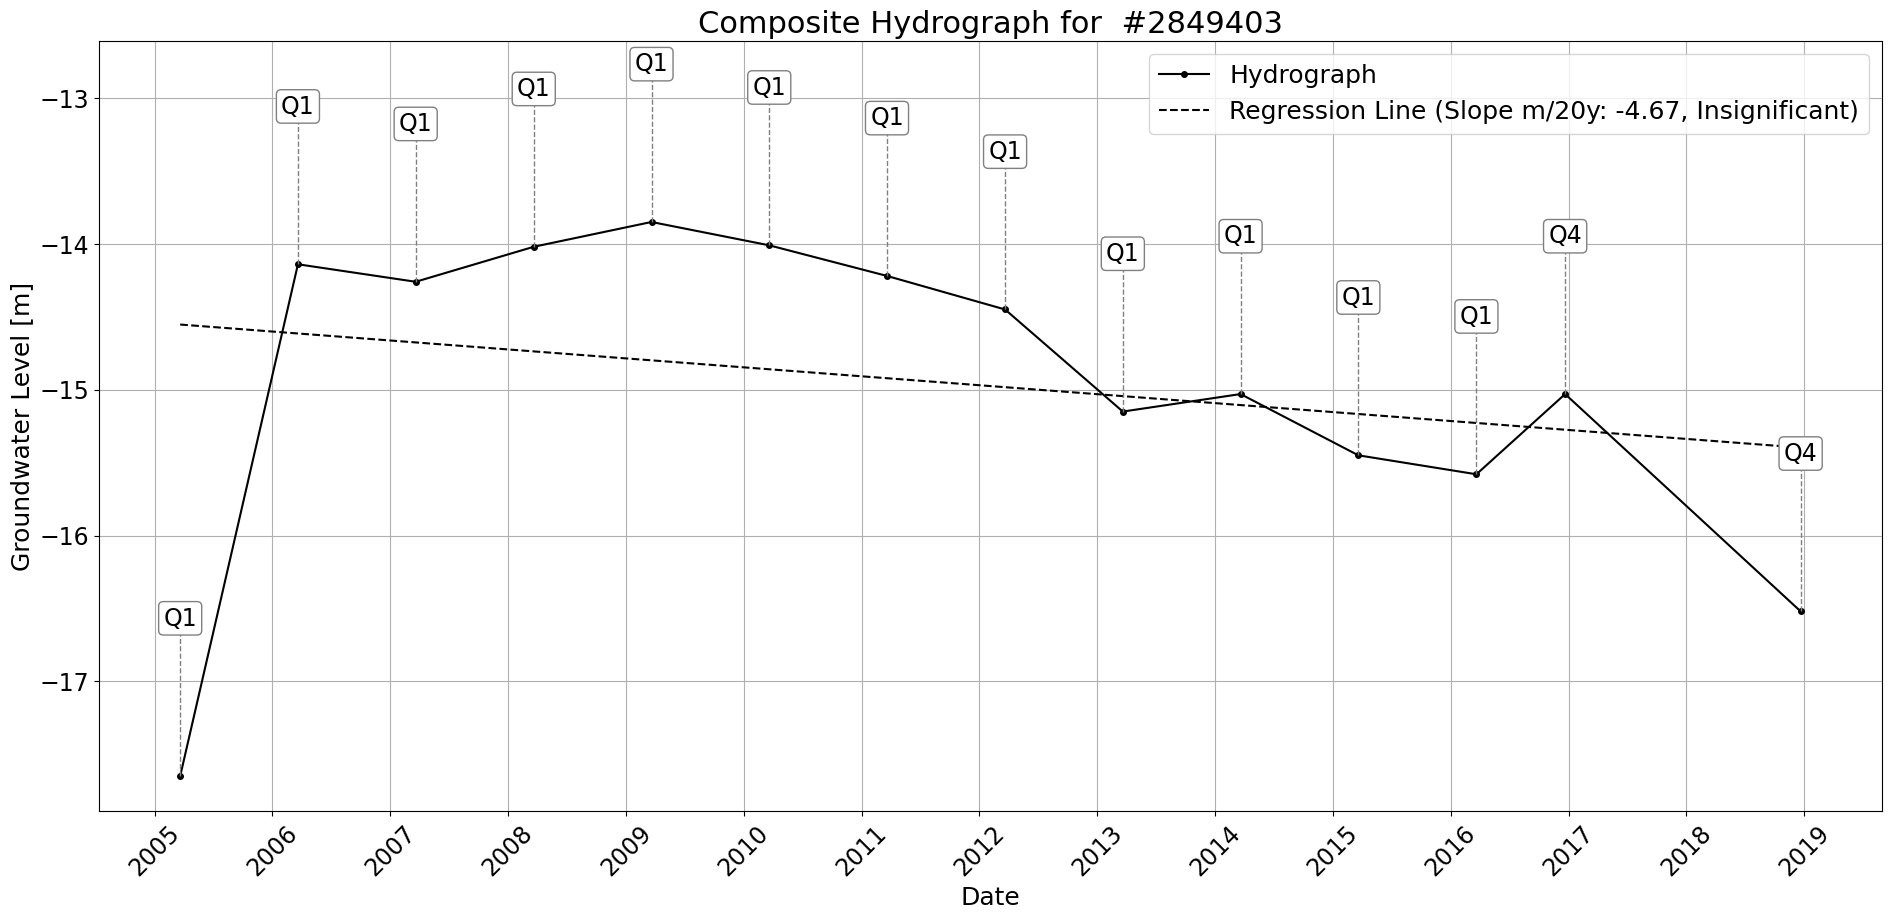 Composite Hydrograph for  #2849403
Hydrograph
Regression Line (Slope m/20y: -4.67, Insignificant)
Q1
Q1
Q1
Q1
Q1
Q1
Q1
Q1
Q1
Q1
Q1
Q1
Q4
Q4
Groundwater Level [m]
−13
−14
−15
−16
−17
2005
2006
2007
2008
2009
2010
2011
2012
2013
2014
2015
2016
2017
2018
2019
Date